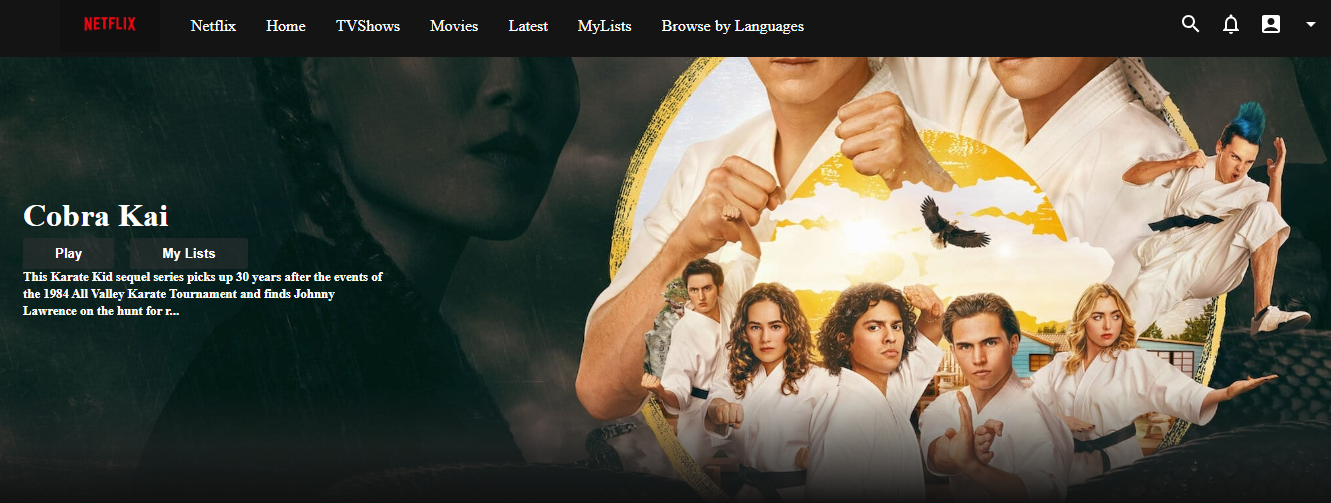 NETFLIX Netflix Home TVShows Movies Latest MyLists Browse by Languages
Cobra Kai
Play My Lists
This Karate Kid sequel series picks up 30 years after the events of
the 1984 All Valley Karate Tournament and finds Johnny
Lawrence on the hunt for r...